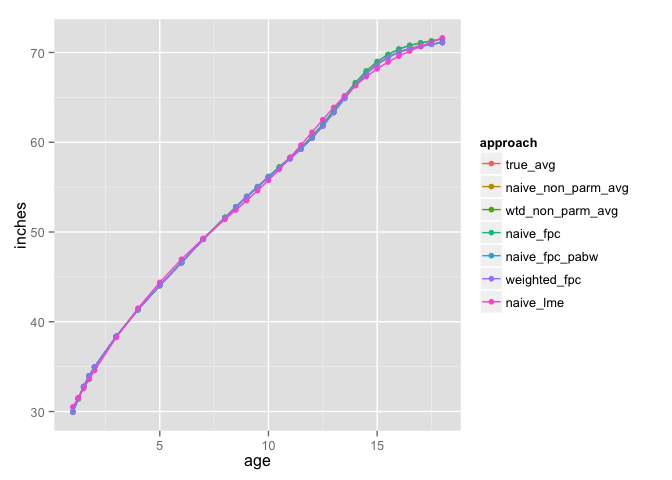 70
60
50
40
30
inches
5
10
15
age
approach
true_avg
naive_non_parm_avg
wtd_non_parm_avg
naive_fpc
naive_fpc_pabw
weighted_fpc
naive_lme